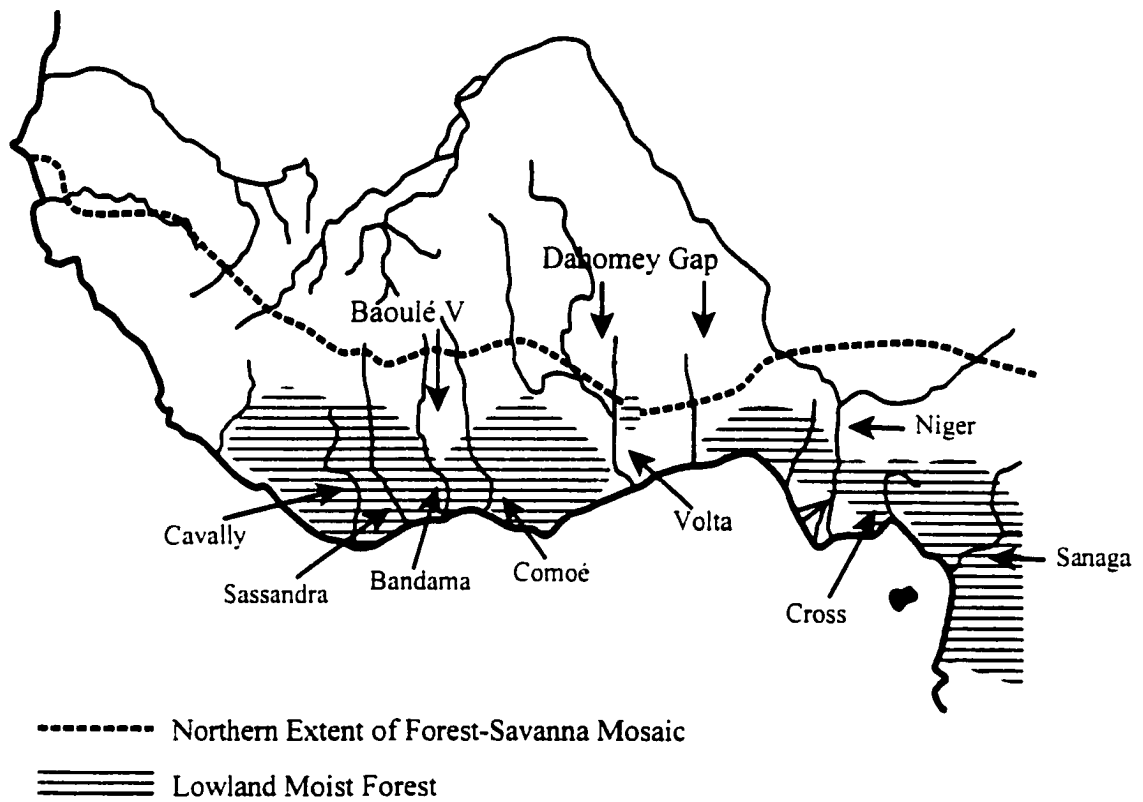 Dahomey Gap
Baoulé V
Niger
Volta
Cavally
Sassandra
Bandama
Comoé
Cross
Sanaga
Northern Extent of Forest-Savanna Mosaic
Lowland Moist Forest